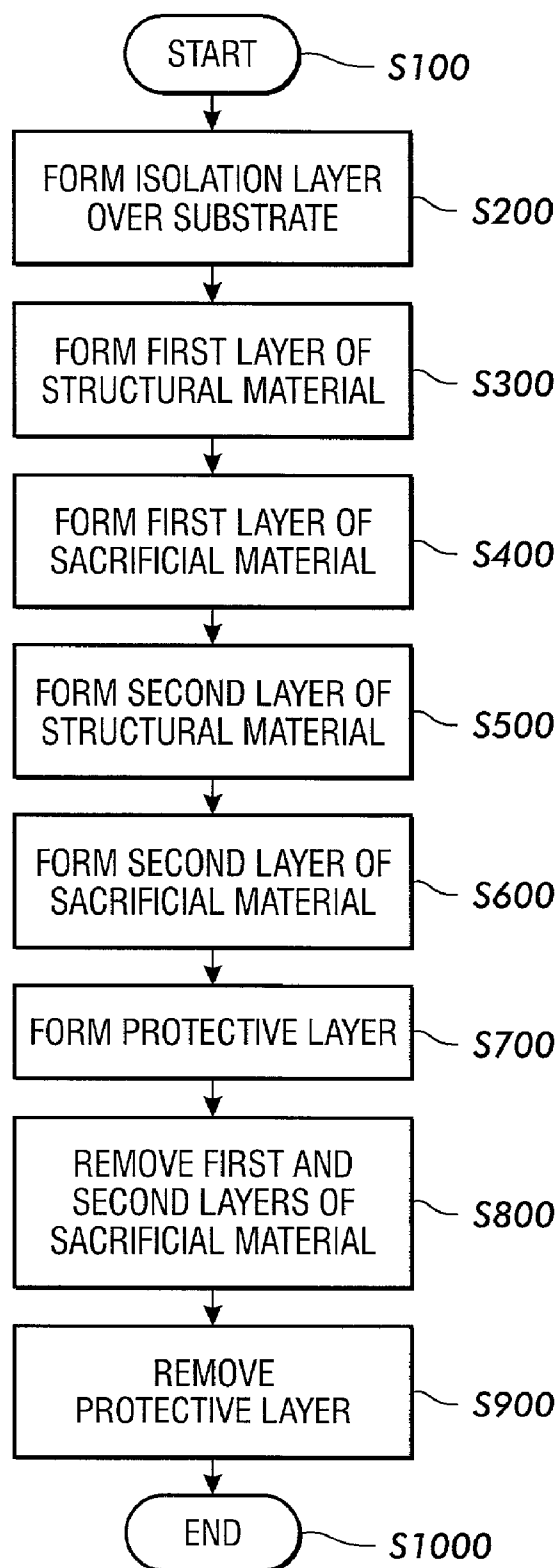 START
S100
FORM ISOLATION LAYER
OVER SUBSTRATE
S200
FORM FIRST LAYER OF
STRUCTURAL MATERIAL
S300
FORM FIRST LAYER OF
SACRIFICIAL MATERIAL
S400
FORM SECOND LAYER OF
STRUCTURAL MATERIAL
S500
FORM SECOND LAYER OF
SACRIFICIAL MATERIAL
S600
FORM PROTECTIVE LAYER
S700
REMOVE FIRST AND
SECOND LAYERS OF
SACRIFICIAL MATERIAL
S800
REMOVE
PROTECTIVE LAYER
S900
END
S1000